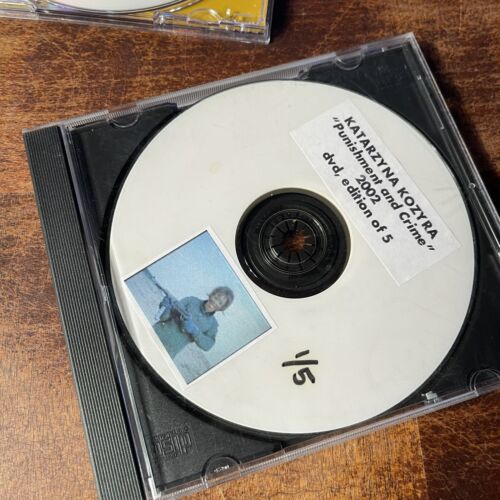 KATARZYNA KOZYRA
"Punishment and Crime"
2002
dvd, edition of 5
1/5